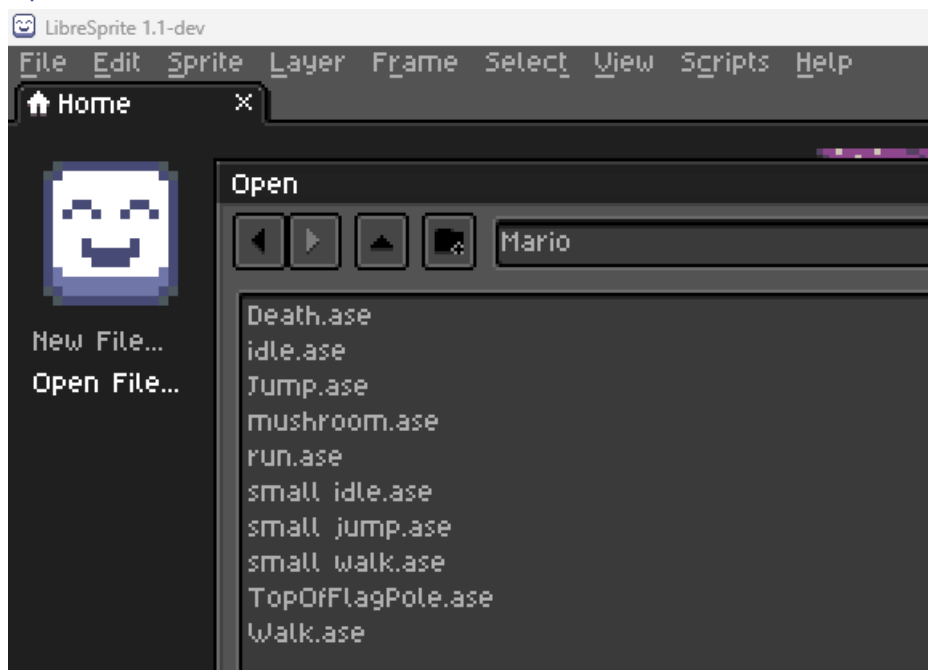 LibreSprite 1.1-dev
File Edit Sprite Layer Frame Select View Scripts Help
Home ×
Open
Mario
New File...
Open File...
Death.ase
idle.ase
Jump.ase
mushroom.ase
run.ase
small idle.ase
small jump.ase
small walk.ase
TopOfFlagPole.ase
Walk.ase